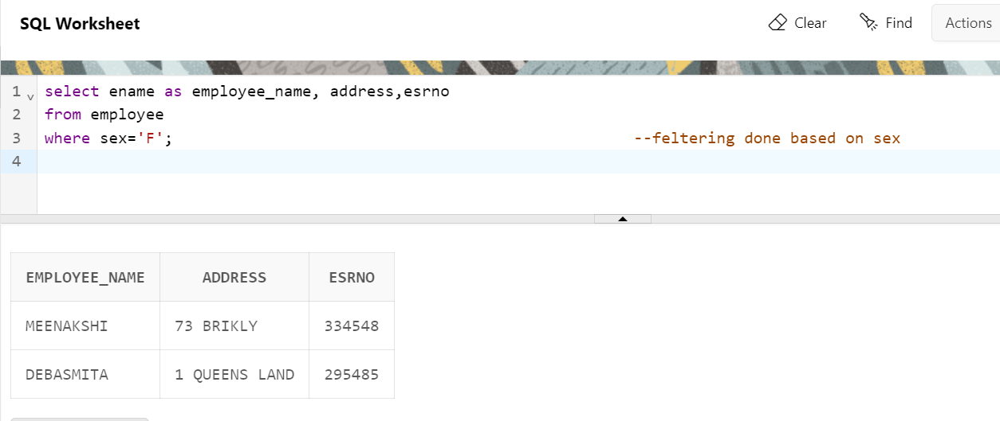 SQL Worksheet
Clear
Find
Actions
1 select ename as employee_name, address,esrno
2 from employee
3 where sex='F'; --feltering done based on sex
4
EMPLOYEE_NAME ADDRESS ESRNO
MEENAKSHI 73 BRIKLY 334548
DEBASMITA 1 QUEENS LAND 295485